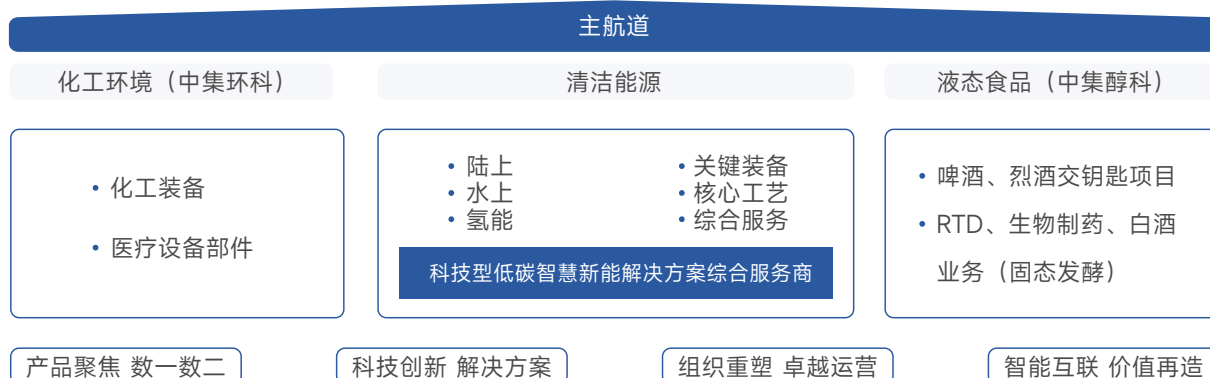 主航道
化工环境（中集环科）
清洁能源
液态食品（中集醇科）
• 化工装备
• 医疗设备部件
• 陆上
• 水上
• 氢能
• 关键装备
• 核心工艺
• 综合服务
科技型低碳智慧新能解决方案综合服务商
• 啤酒、烈酒交钥匙项目
• RTD、生物制药、白酒
业务（固态发酵）
产品聚焦 数一数二
科技创新 解决方案
组织重塑 卓越运营
智能互联 价值再造